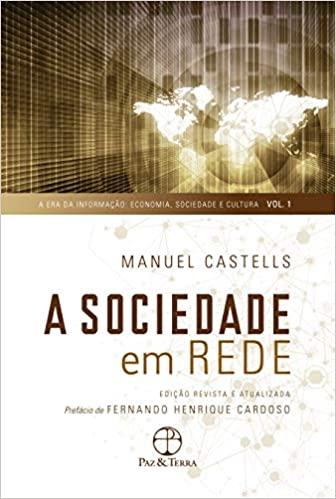 A ERA DA INFORMAÇÃO: ECONOMIA, SOCIEDADE E CULTURA VOL. 1
MANUEL CASTELLS
A SOCIEDADE
em REDE
EDIÇÃO REVISTA E ATUALIZADA
Prefácio de FERNANDO HENRIQUE CARDOSO
PAZ & TERRA